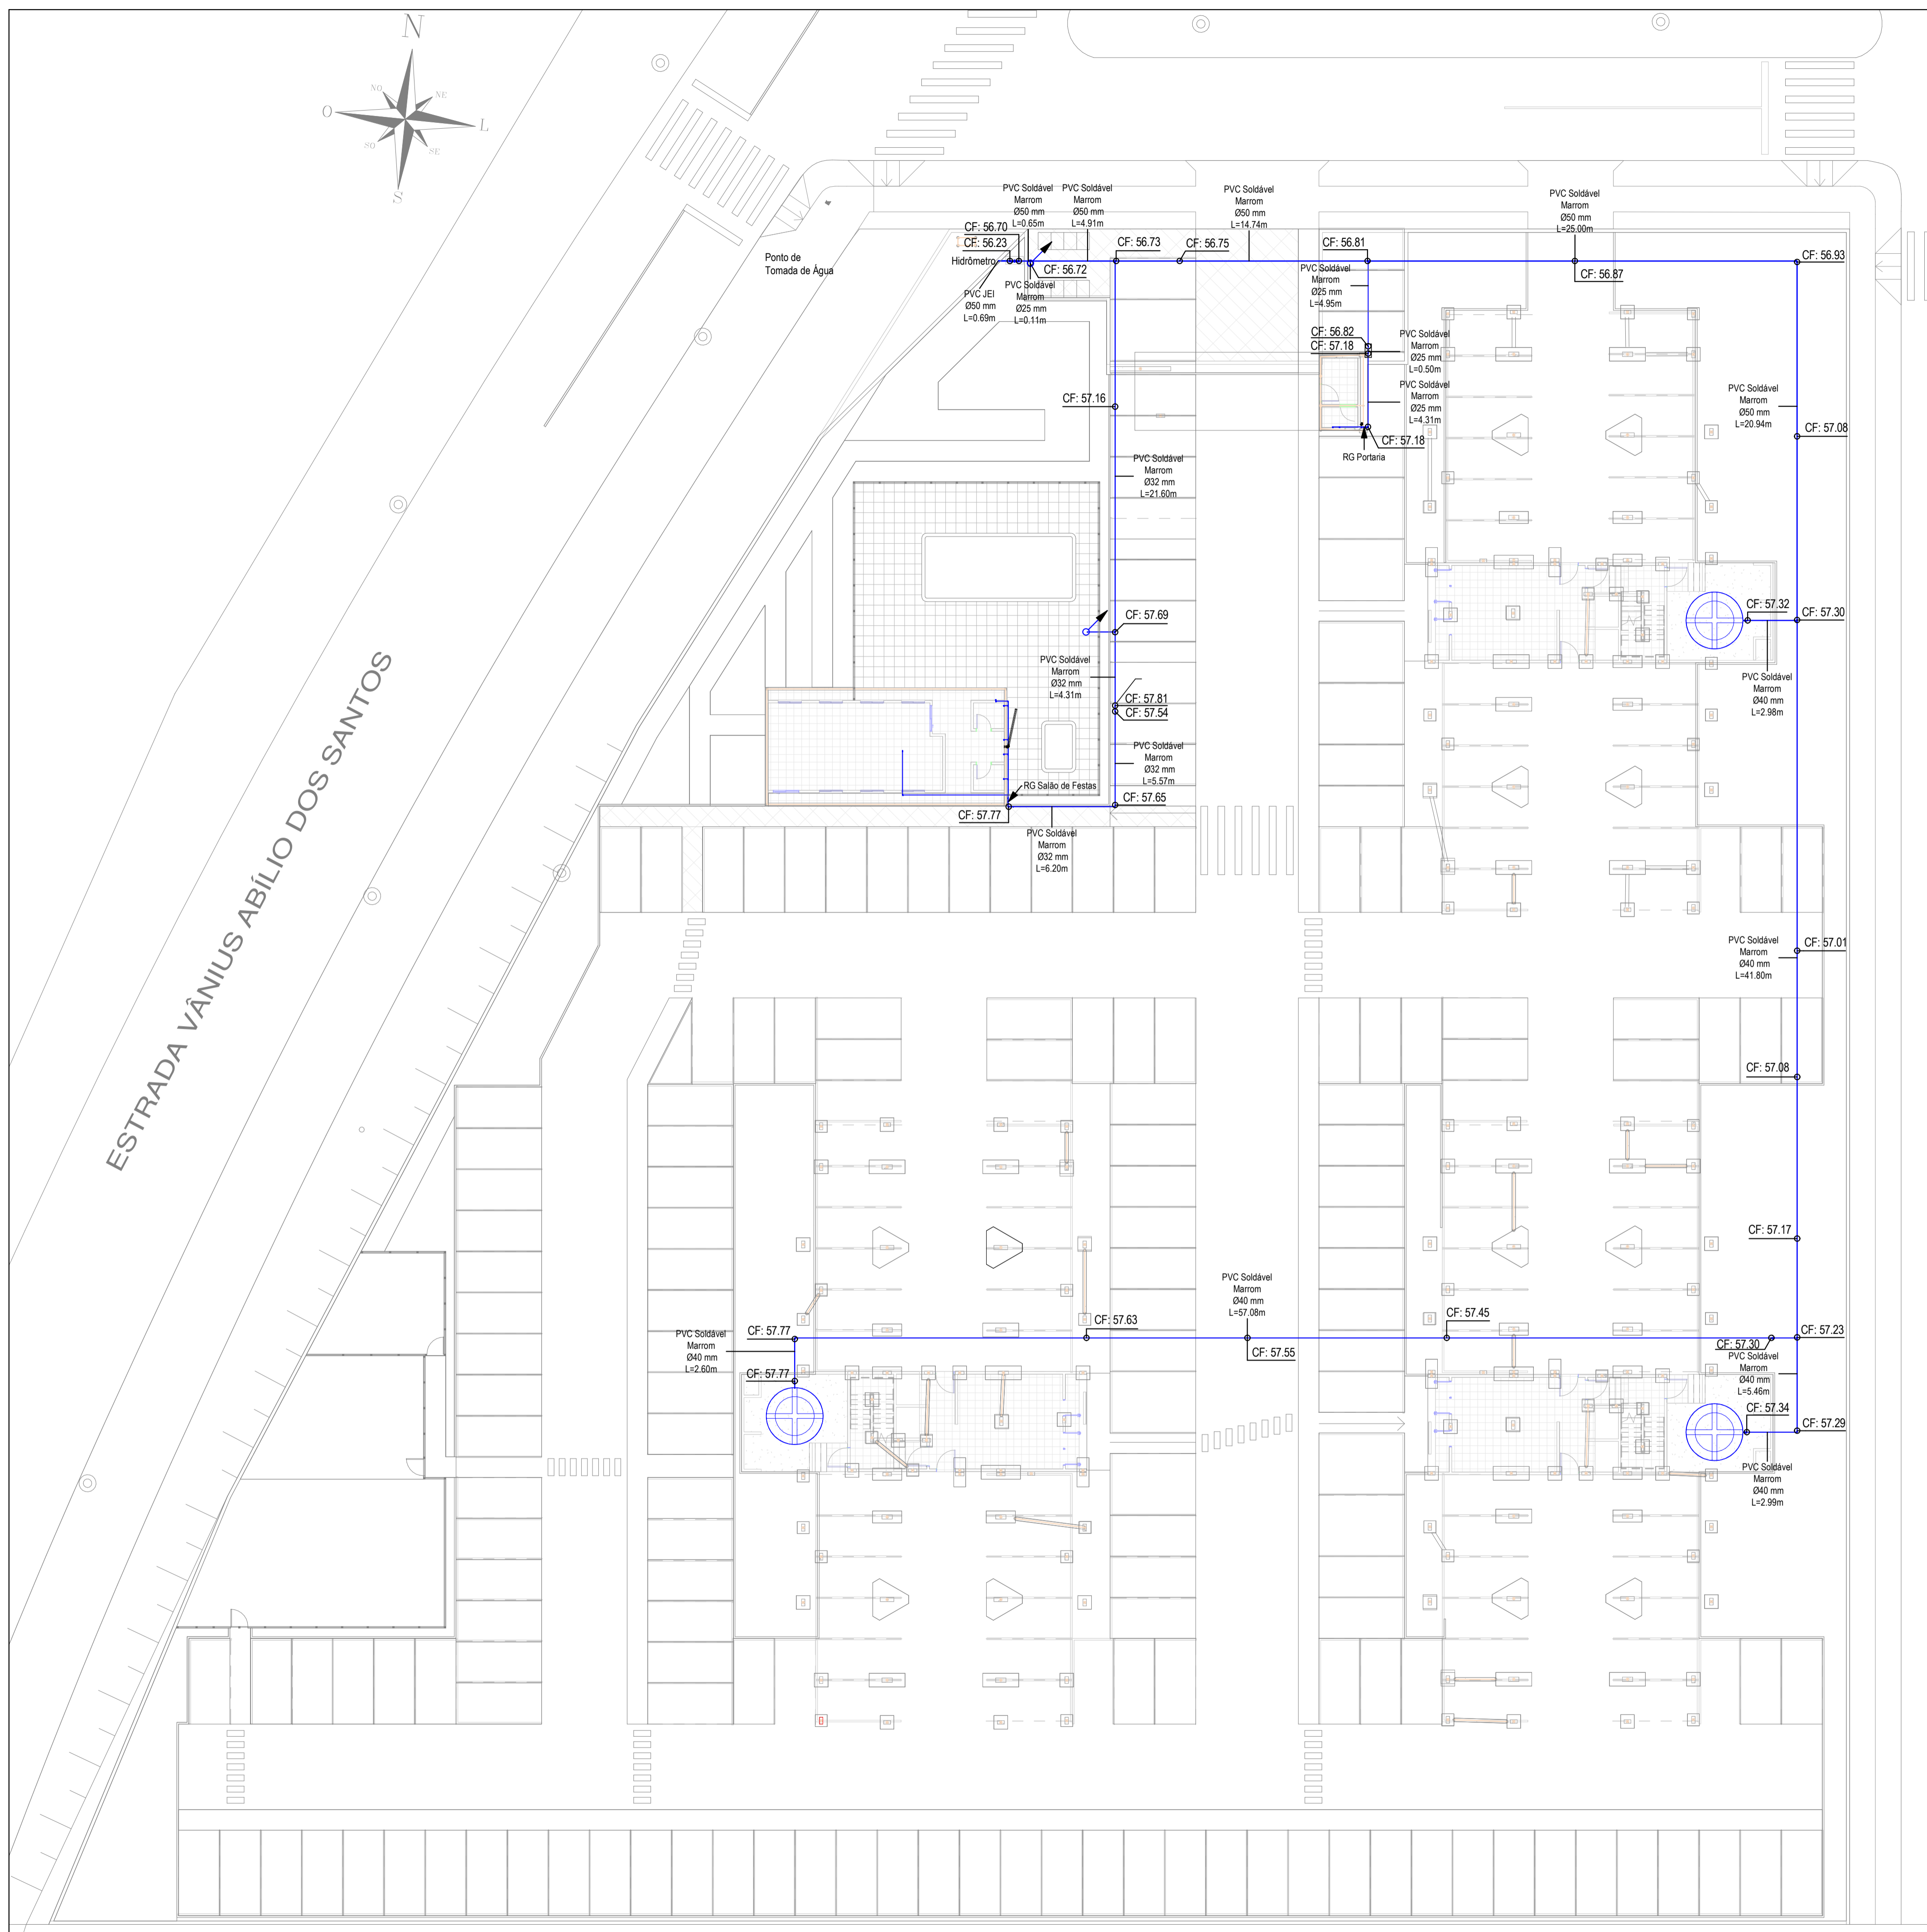 N
NO
NE
O
L
SO
SE
S
ESTRADA VÂNIUS ABÍLIO DOS SANTOS
Ponto de
Tomada de Água
Hidrômetro
CF: 56.70
CF: 56.23
PVC Soldável
Marrom
Ø50 mm
L=0.65m
PVC Soldável
Marrom
Ø50 mm
L=4.91m
CF: 56.72
CF: 56.73
CF: 56.75
PVC JEI
Ø50 mm
L=0.69m
PVC Soldável
Marrom
Ø25 mm
L=0.11m
PVC Soldável
Marrom
Ø50 mm
L=14.74m
CF: 56.81
PVC Soldável
Marrom
Ø25 mm
L=4.95m
PVC Soldável
Marrom
Ø50 mm
L=25.00m
CF: 56.87
CF: 56.93
CF: 56.82
CF: 57.18
PVC Soldável
Marrom
Ø25 mm
L=0.50m
PVC Soldável
Marrom
Ø25 mm
L=4.31m
CF: 57.18
RG Portaria
CF: 57.16
PVC Soldável
Marrom
Ø32 mm
L=21.60m
PVC Soldável
Marrom
Ø50 mm
L=20.94m
CF: 57.08
CF: 57.69
PVC Soldável
Marrom
Ø32 mm
L=4.31m
CF: 57.81
CF: 57.54
PVC Soldável
Marrom
Ø32 mm
L=5.57m
RG Salão de Festas
CF: 57.65
CF: 57.77
PVC Soldável
Marrom
Ø32 mm
L=6.20m
CF: 57.32
CF: 57.30
PVC Soldável
Marrom
Ø40 mm
L=2.98m
PVC Soldável
Marrom
Ø40 mm
L=41.80m
CF: 57.01
CF: 57.08
CF: 57.17
PVC Soldável
Marrom
Ø40 mm
L=57.08m
CF: 57.45
CF: 57.63
CF: 57.55
CF: 57.77
PVC Soldável
Marrom
Ø40 mm
L=2.60m
CF: 57.77
CF: 57.23
CF: 57.30
PVC Soldável
Marrom
Ø40 mm
L=5.46m
CF: 57.34
CF: 57.29
PVC Soldável
Marrom
Ø40 mm
L=2.99m